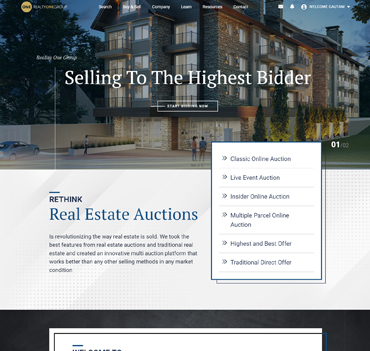 REALTYONEGROUP
Search Buy & Sell Company Learn Resources Contact
WELCOME GAUTAM
Realty One Group
Selling To The Highest Bidder
START BIDDING NOW
01/02
Classic Online Auction
Live Event Auction
Insider Online Auction
Multiple Parcel Online
Auction
Highest and Best Offer
Traditional Direct Offer
RETHINK
Real Estate Auctions
Is revolutionizing the way real estate is sold. We took the
best features from real estate auctions and traditional real
estate and created an innovative multi auction platform that
works better than any other selling methods in any market
condition
WELCOME TO